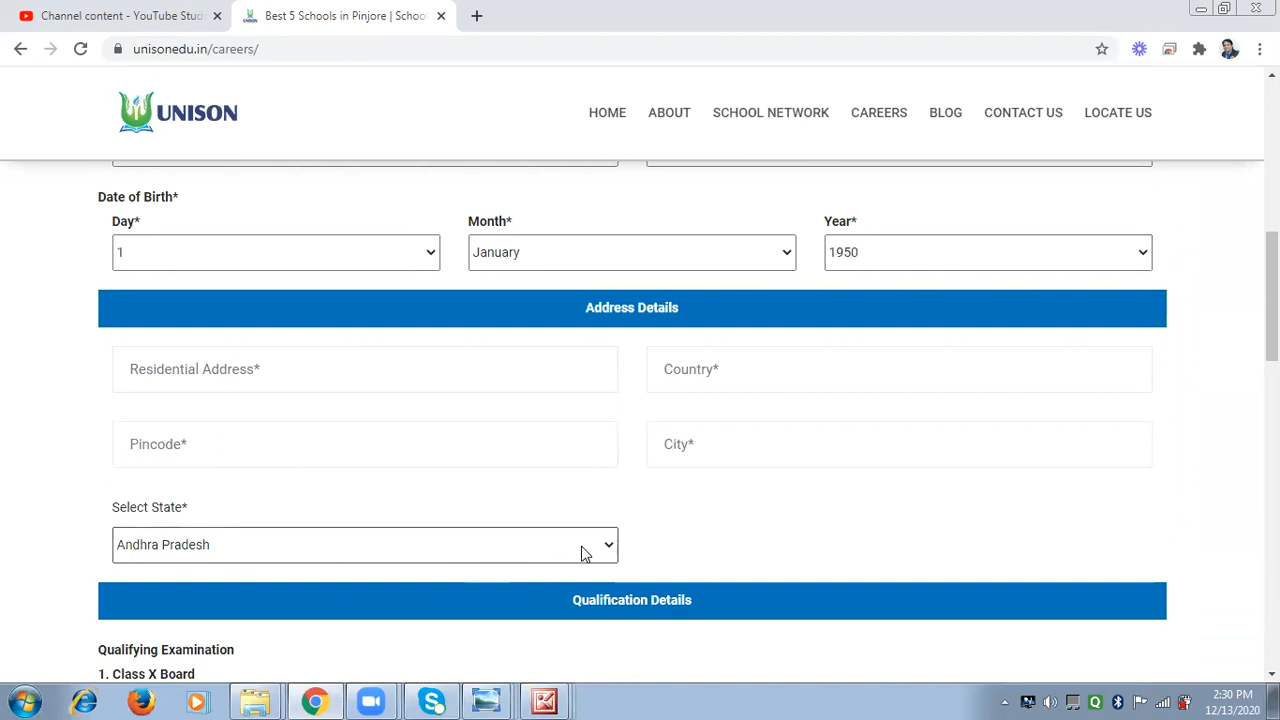 Channel content - YouTube Stud
Best 5 Schools in Pinjore | Schoo
unisonedu.in/careers/
UNISON
HOME
ABOUT
SCHOOL NETWORK
CAREERS
BLOG
CONTACT US
LOCATE US
Date of Birth*
Day*
Month*
Year*
1
January
1950
Address Details
Residential Address*
Country*
Pincode*
City*
Select State*
Andhra Pradesh
Qualification Details
Qualifying Examination
1. Class X Board
2:30 PM
12/13/2020